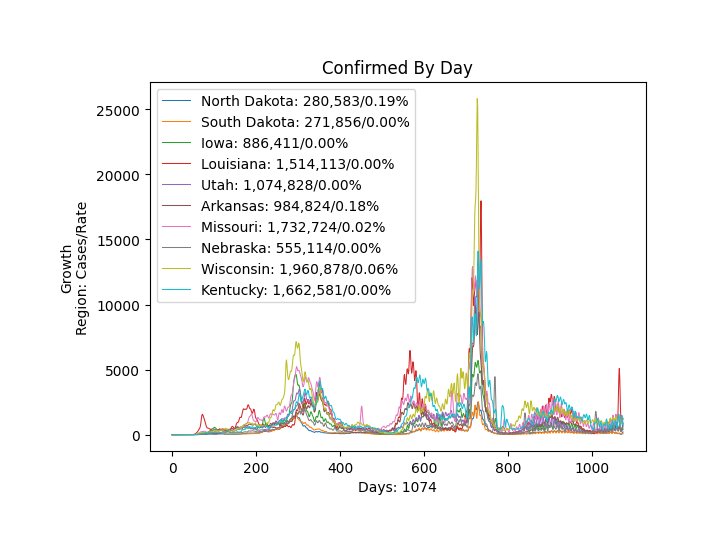 Confirmed By Day
25000
20000
15000
10000
5000
0
Growth
Region: Cases/Rate
North Dakota: 280,583/0.19%
South Dakota: 271,856/0.00%
Iowa: 886,411/0.00%
Louisiana: 1,514,113/0.00%
Utah: 1,074,828/0.00%
Arkansas: 984,824/0.18%
Missouri: 1,732,724/0.02%
Nebraska: 555,114/0.00%
Wisconsin: 1,960,878/0.06%
Kentucky: 1,662,581/0.00%
0 200 400 600 800 1000
Days: 1074